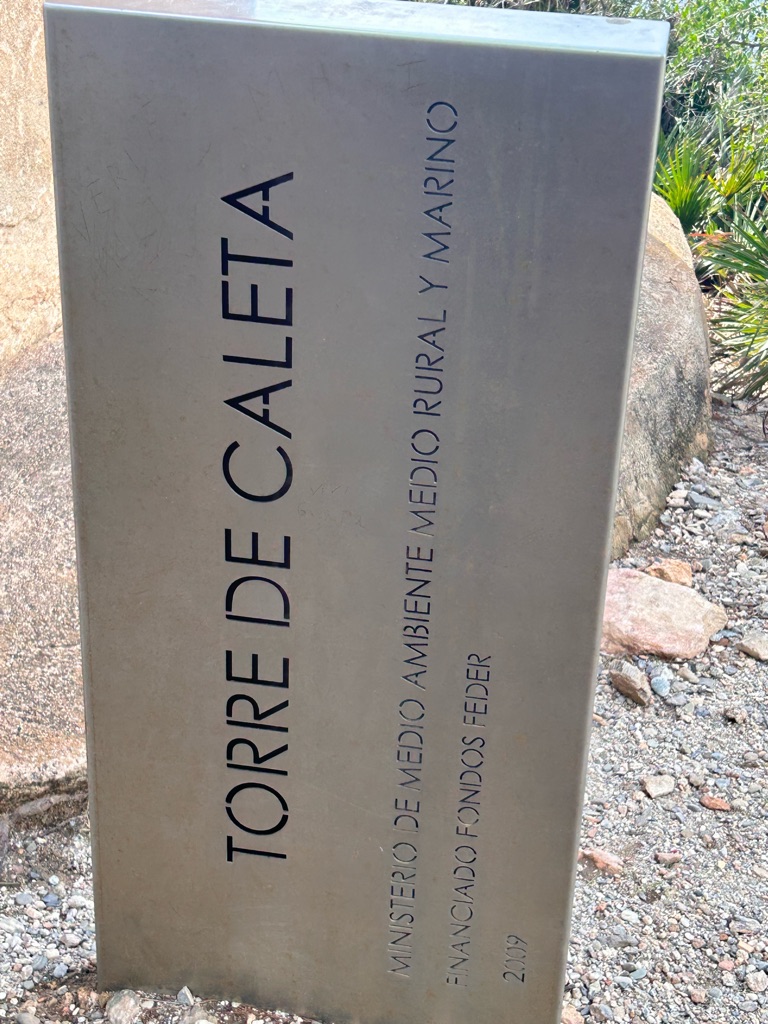 TORRE DE CALETA
MINISTERIO DE MEDIO AMBIENTE MEDIO RURAL Y MARINO
FINANCIADO FONDOS FEDER
2009